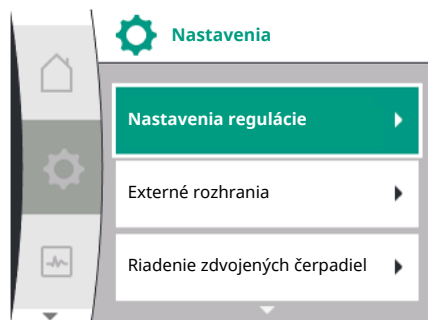 Nastavenia
Nastavenia regulácie
Externé rozhrania
Riadenie zdvojených čerpadiel